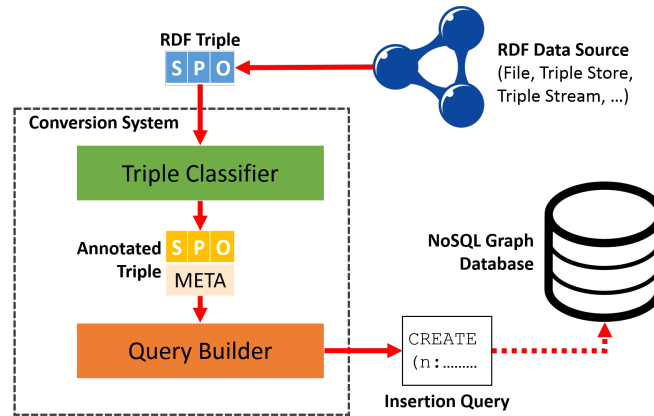 RDF Triple
S P O
RDF Data Source
(File, Triple Store,
Triple Stream, ...)
Conversion System
Triple Classifier
Annotated
Triple
S P O
META
NoSQL Graph
Database
Query Builder
CREATE
(n:.........
Insertion Query